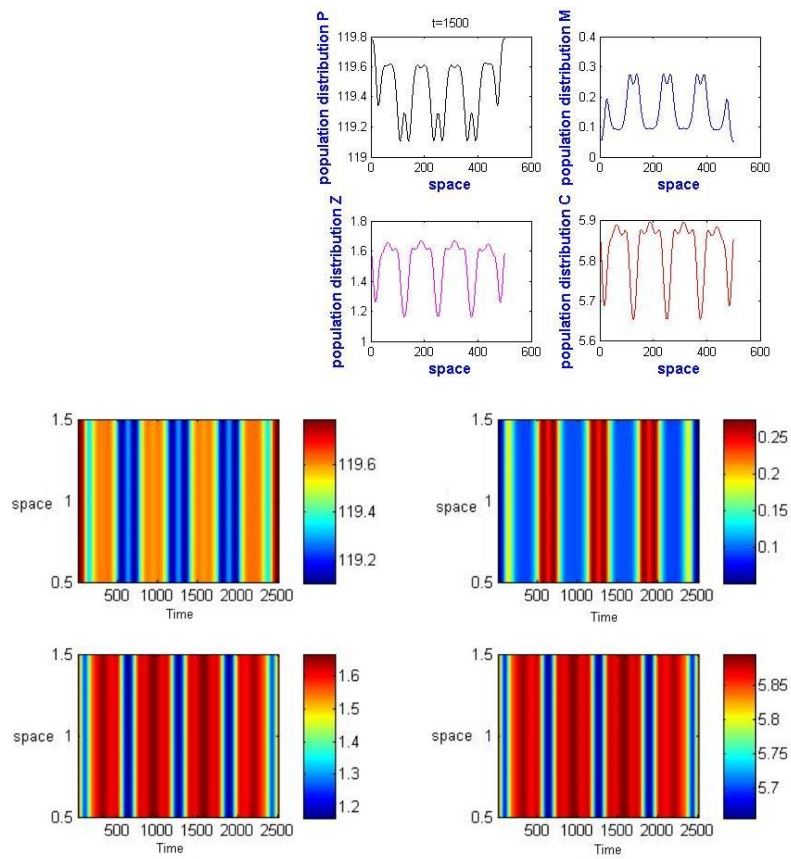 t=1500
population distribution P
119.8
119.6
119.4
119.2
119
0 200 400 600
space
population distribution M
0.4
0.3
0.2
0.1
0
0 200 400 600
space
population distribution Z
1.8
1.6
1.4
1.2
1
0 200 400 600
space
population distribution C
5.9
5.8
5.7
5.6
0 200 400 600
space
space
1.5
1
0.5
500 1000 1500 2000 2500
Time
119.6
119.4
119.2
space
1.5
1
0.5
500 1000 1500 2000 2500
Time
0.25
0.2
0.15
0.1
space
1.5
1
0.5
500 1000 1500 2000 2500
Time
1.6
1.5
1.4
1.3
1.2
space
1.5
1
0.5
500 1000 1500 2000 2500
Time
5.85
5.8
5.75
5.7